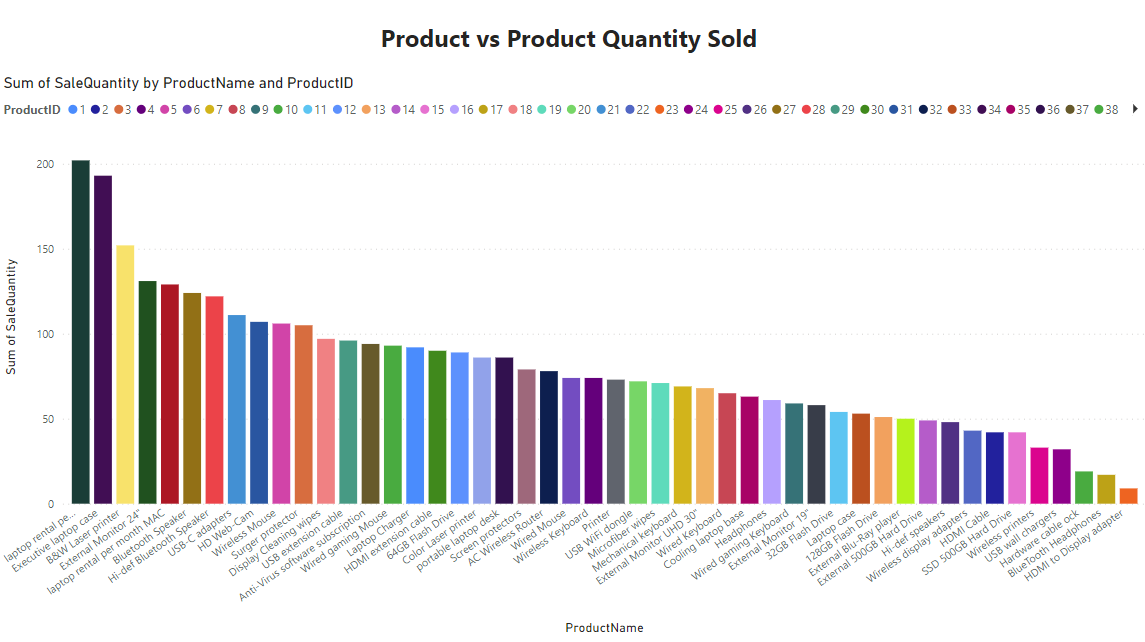 Product vs Product Quantity Sold
Sum of SaleQuantity by ProductName and ProductID
ProductID 1 2 3 4 5 6 7 8 9 10 11 12 13 14 15 16 17 18 19 20 21 22 23 24 25 26 27 28 29 30 31 32 33 34 35 36 37 38
Sum of SaleQuantity
200
150
100
50
0
laptop rental pe...
Executive laptop case
B&W Laser printer
External Monitor 24"
laptop rental per month MAC
Bluetooth Speaker
Hi-def Bluetooth Speaker
USB-C adapters
HD Web-Cam
Wireless Mouse
Surger protector
Display Cleaning wipes
USB extension cable
Anti-Virus software subscription
Wired gaming Mouse
Laptop Charger
HDMI extension cable
64GB Flash Drive
Color Laser printer
portable laptop desk
Screen protectors
AC Wireless Router
Wired Mouse
Wireless Keyboard
Printer
USB WiFi dongle
Microfiber wipes
Mechanical keyboard
External Monitor UHD 30"
Wired Keyboard
Cooling laptop base
Headphones
Wired gaming Keyboard
External Monitor 19"
32GB Flash Drive
Laptop case
128GB Flash Drive
External Blu-Ray player
External 500GB Hard Drive
Hi-def speakers
Wireless display adapters
HDMI Cable
SSD 500GB Hard Drive
Wireless printers
USB wall chargers
Hardware cable lock
BlueTooth Headphones
HDMI to Display adapter
ProductName